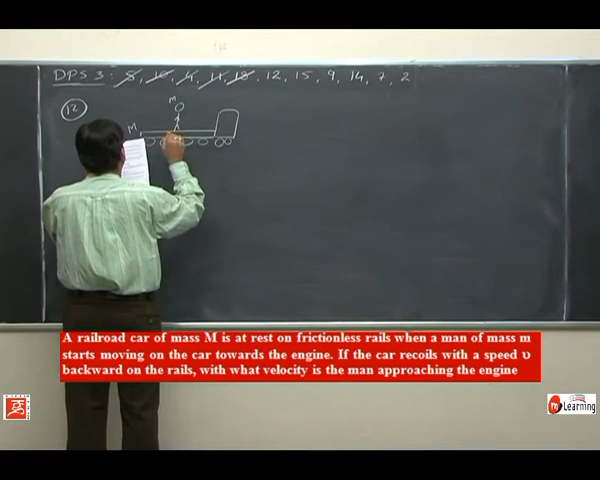 DPS 3 : 8, 10, 4, 11, 13, 12, 15, 9, 14, 7, 2
12
m
M
A railroad car of mass M is at rest on frictionless rails when a man of mass m
starts moving on the car towards the engine. If the car recoils with a speed υ
backward on the rails, with what velocity is the man approaching the engine
Learning